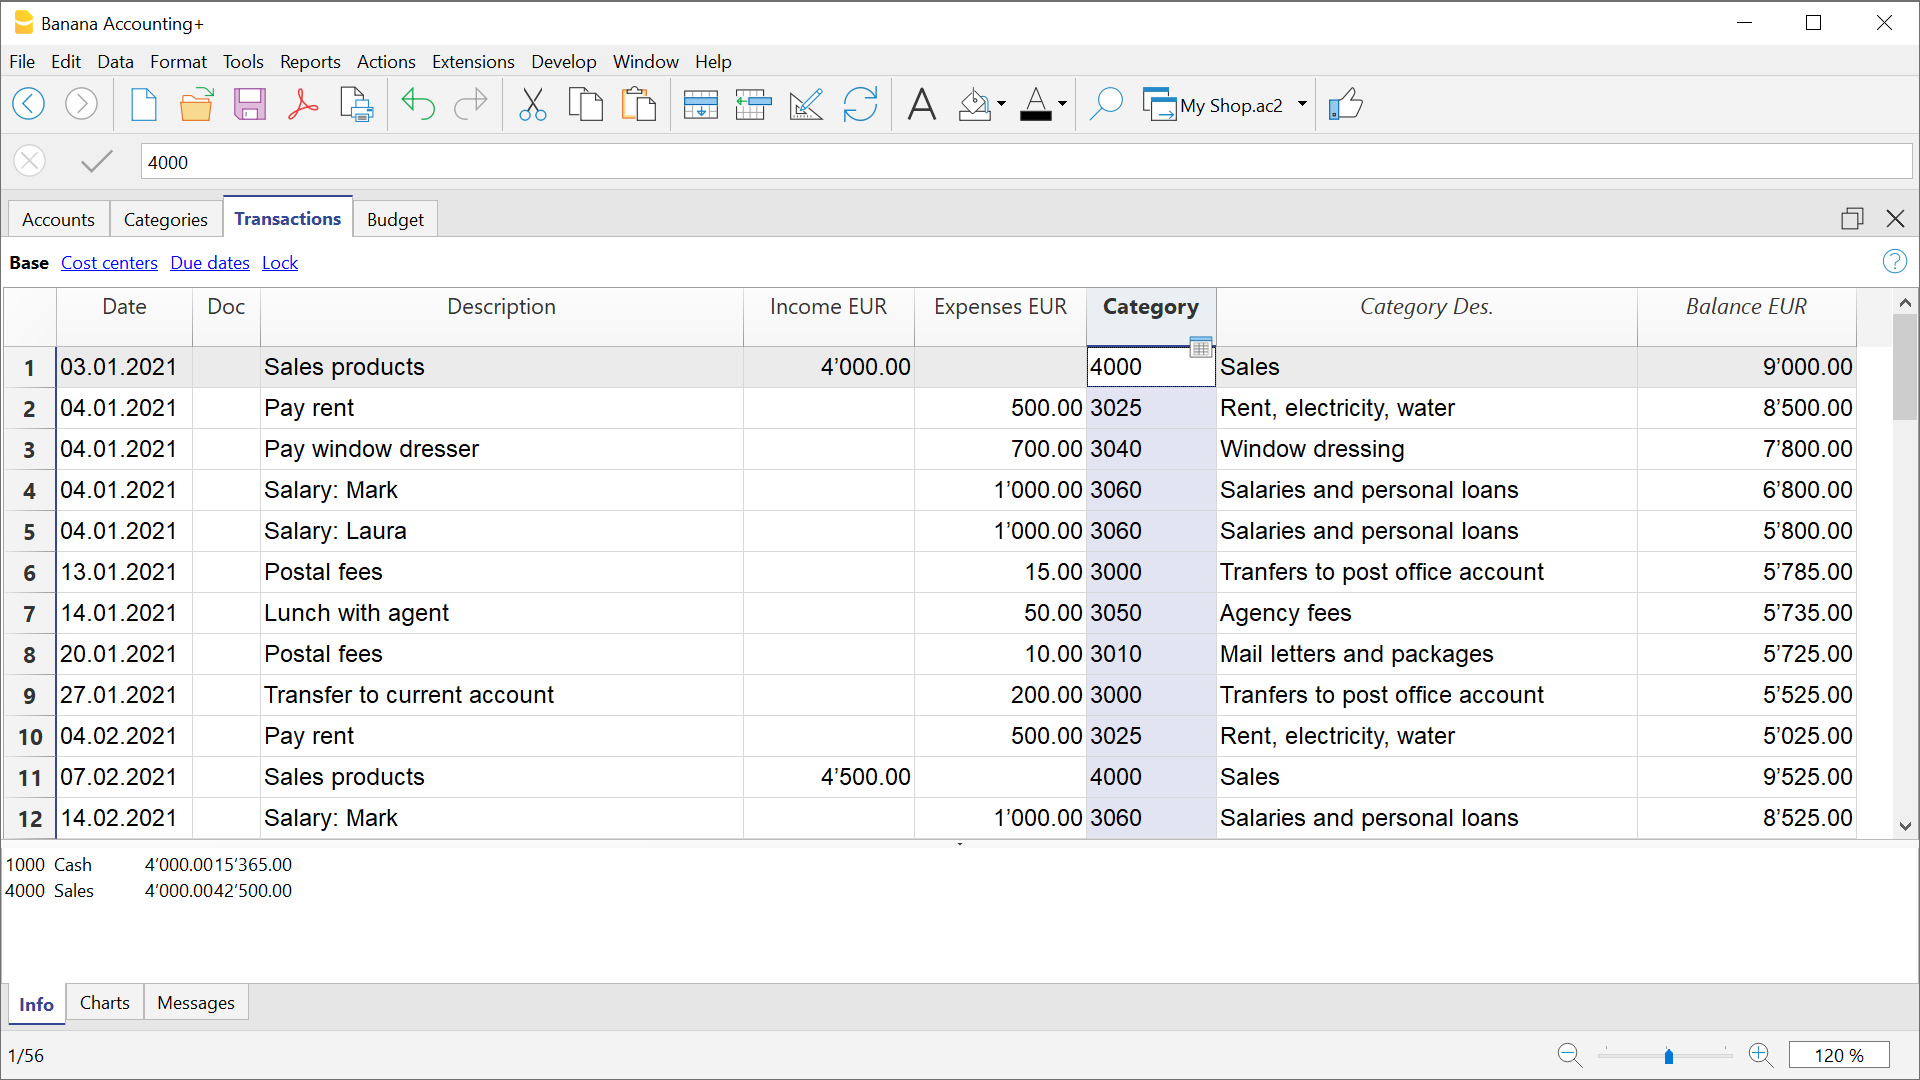 Banana Accounting+
File Edit Data Format Tools Reports Actions Extensions Develop Window Help
My Shop.ac2
4000
Accounts Categories Transactions Budget
Base Cost centers Due dates Lock
Date Doc Description Income EUR Expenses EUR Category Category Des. Balance EUR
1 03.01.2021 Sales products 4’000.00 4000 Sales 9’000.00
2 04.01.2021 Pay rent 500.00 3025 Rent, electricity, water 8’500.00
3 04.01.2021 Pay window dresser 700.00 3040 Window dressing 7’800.00
4 04.01.2021 Salary: Mark 1’000.00 3060 Salaries and personal loans 6’800.00
5 04.01.2021 Salary: Laura 1’000.00 3060 Salaries and personal loans 5’800.00
6 13.01.2021 Postal fees 15.00 3000 Tranfers to post office account 5’785.00
7 14.01.2021 Lunch with agent 50.00 3050 Agency fees 5’735.00
8 20.01.2021 Postal fees 10.00 3010 Mail letters and packages 5’725.00
9 27.01.2021 Transfer to current account 200.00 3000 Tranfers to post office account 5’525.00
10 04.02.2021 Pay rent 500.00 3025 Rent, electricity, water 5’025.00
11 07.02.2021 Sales products 4’500.00 4000 Sales 9’525.00
12 14.02.2021 Salary: Mark 1’000.00 3060 Salaries and personal loans 8’525.00
1000 Cash 4’000.00 15’365.00
4000 Sales 4’000.00 42’500.00
Info Charts Messages
1/56
120 %